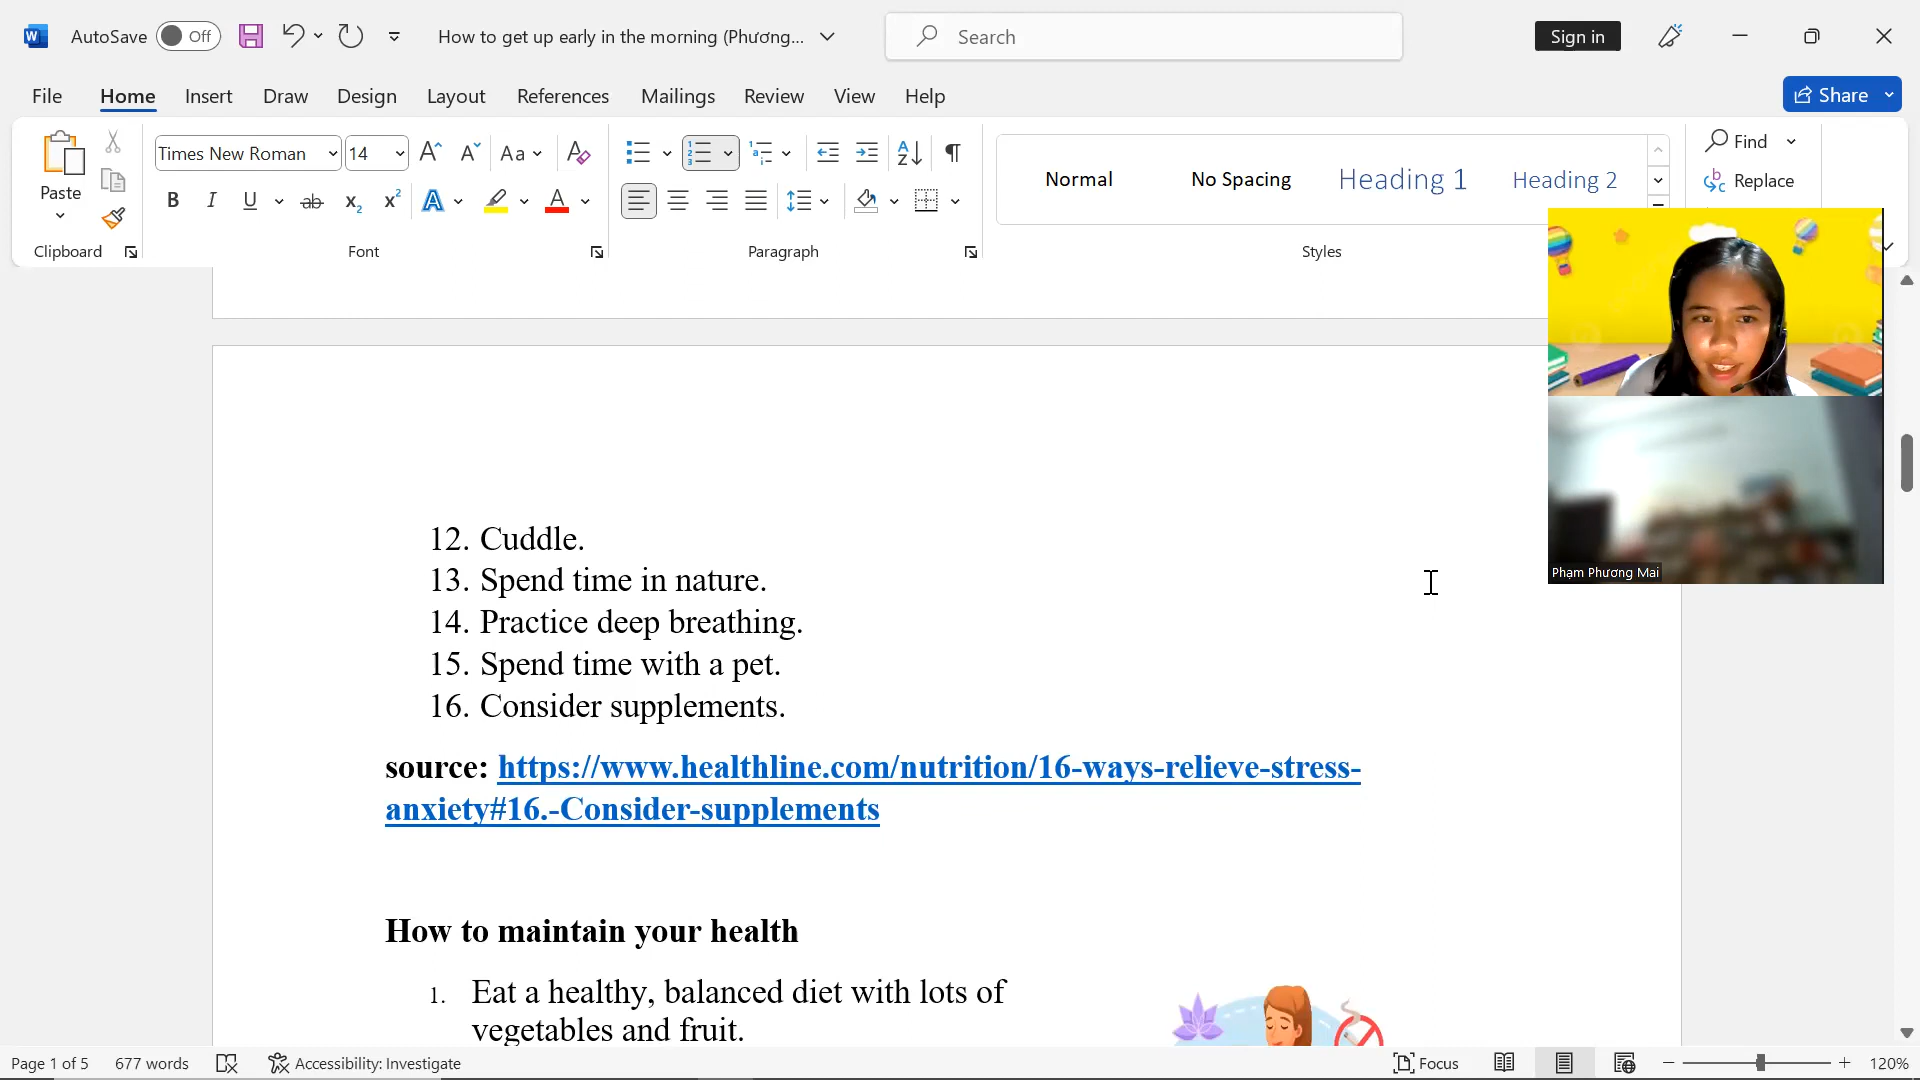 AutoSave Off How to get up early in the morning (Phương... Search Sign in
File Home Insert Draw Design Layout References Mailings Review View Help Share
Times New Roman 14 Aa Find
Paste Normal No Spacing Heading 1 Heading 2 Replace
Clipboard Font Paragraph Styles
12. Cuddle.
13. Spend time in nature.
14. Practice deep breathing.
15. Spend time with a pet.
16. Consider supplements.
source: https://www.healthline.com/nutrition/16-ways-relieve-stress-
anxiety#16.-Consider-supplements
How to maintain your health
1. Eat a healthy, balanced diet with lots of
vegetables and fruit.
Phạm Phương Mai
Page 1 of 5 677 words Accessibility: Investigate Focus 120%